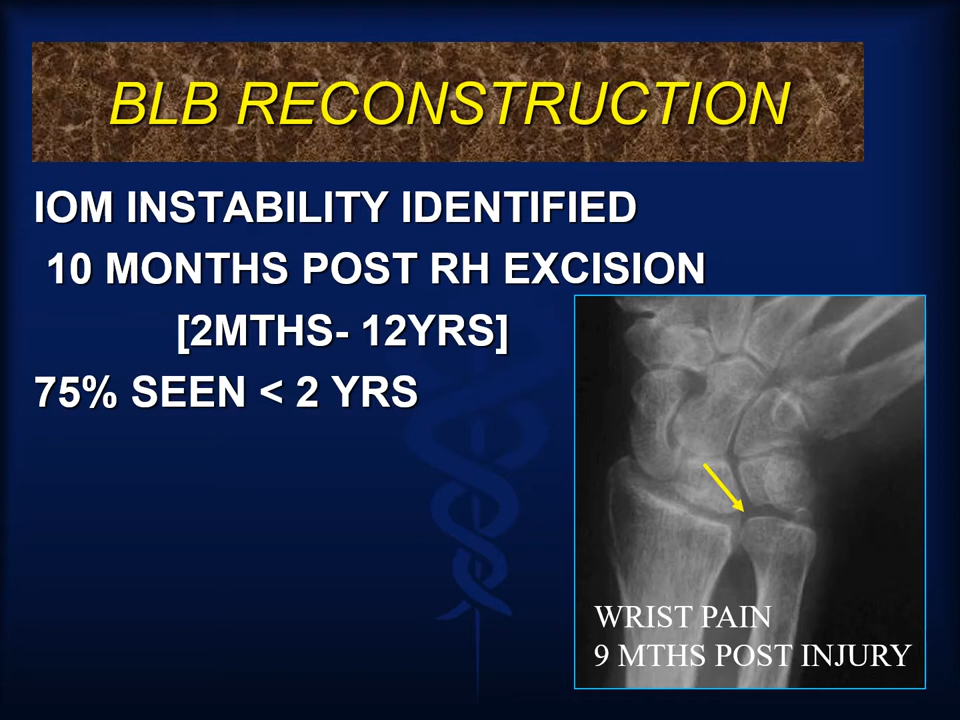 BLB RECONSTRUCTION
IOM INSTABILITY IDENTIFIED
10 MONTHS POST RH EXCISION
[2MTHS- 12YRS]
75% SEEN < 2 YRS
WRIST PAIN
9 MTHS POST INJURY